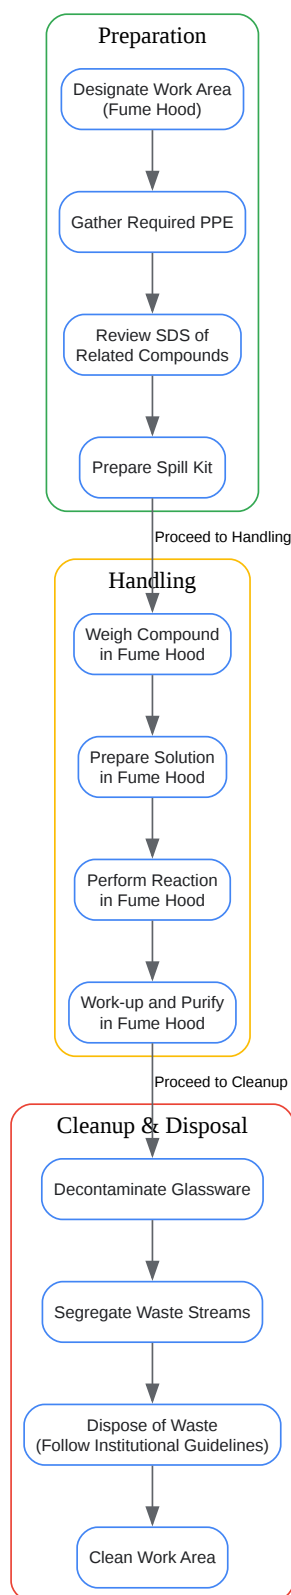 Preparation
Designate Work Area
(Fume Hood)
Gather Required PPE
Review SDS of
Related Compounds
Prepare Spill Kit
Proceed to Handling
Handling
Weigh Compound
in Fume Hood
Prepare Solution
in Fume Hood
Perform Reaction
in Fume Hood
Work-up and Purify
in Fume Hood
Proceed to Cleanup
Cleanup & Disposal
Decontaminate Glassware
Segregate Waste Streams
Dispose of Waste
(Follow Institutional Guidelines)
Clean Work Area